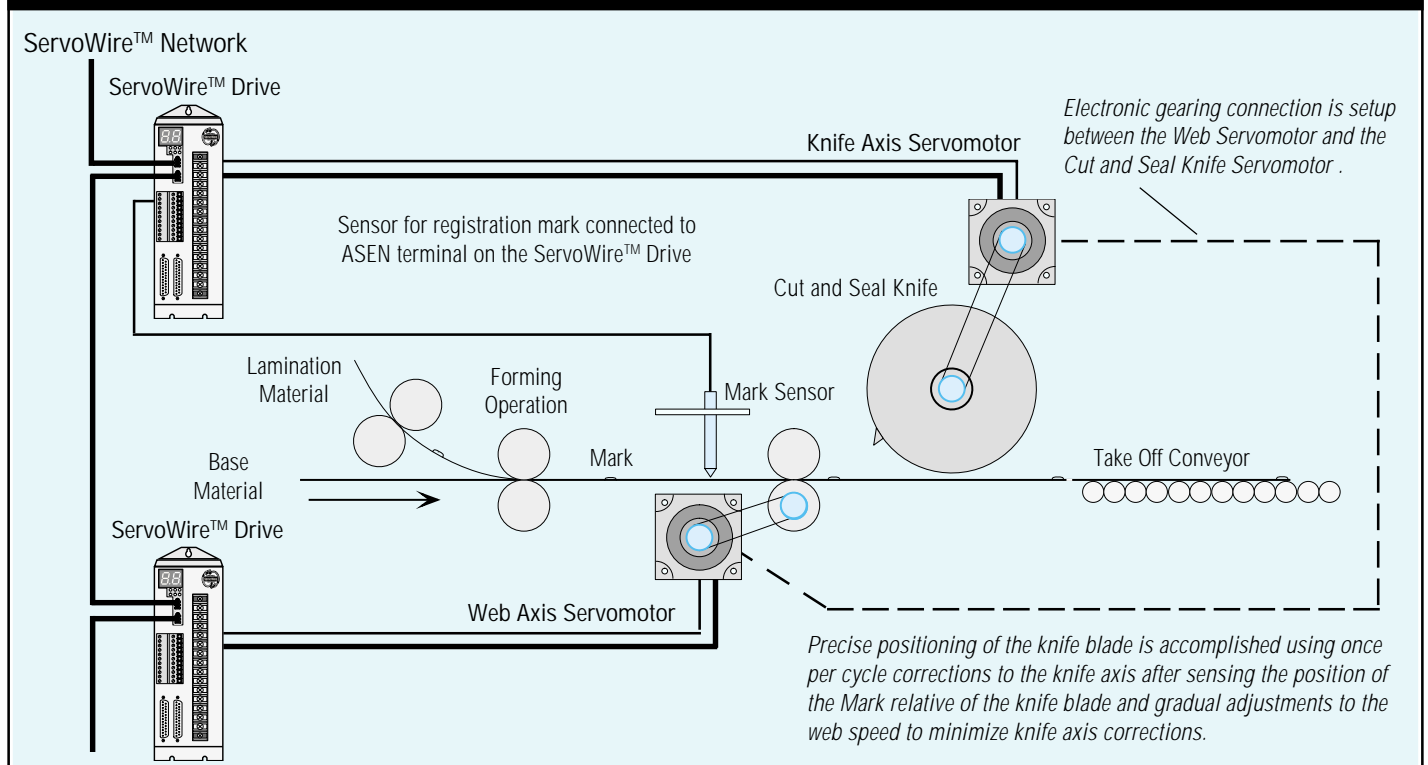 ServoWire™ Network
ServoWire™ Drive
88
Knife Axis Servomotor
Electronic gearing connection is setup
between the Web Servomotor and the
Cut and Seal Knife Servomotor .
Sensor for registration mark connected to
ASEN terminal on the ServoWire™ Drive
Cut and Seal Knife
Lamination
Material
Forming
Operation
Mark Sensor
Base
Material
Mark
Take Off Conveyor
ServoWire™ Drive
88
Web Axis Servomotor
Precise positioning of the knife blade is accomplished using once
per cycle corrections to the knife axis after sensing the position of
the Mark relative of the knife blade and gradual adjustments to the
web speed to minimize knife axis corrections.